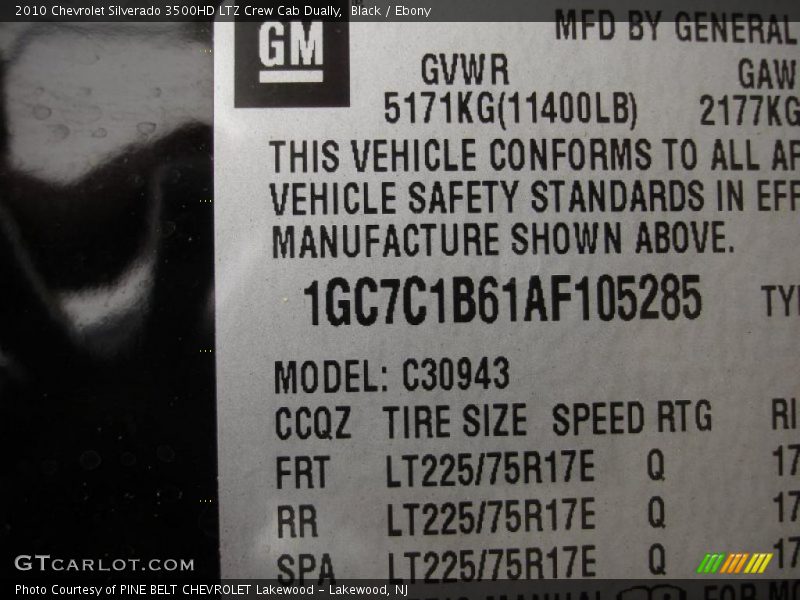 2010 Chevrolet Silverado 3500HD LTZ Crew Cab Dually, Black / Ebony
GM
MFD BY GENERAL
GVWR GAW
5171KG(11400LB) 2177KG
THIS VEHICLE CONFORMS TO ALL AP
VEHICLE SAFETY STANDARDS IN EFF
MANUFACTURE SHOWN ABOVE.
1GC7C1B61AF105285 TYP
MODEL: C30943
CCQZ TIRE SIZE SPEED RTG RI
FRT LT225/75R17E Q 17
RR LT225/75R17E Q 17
SPA LT225/75R17E Q 17
GTcarlot.com
Photo Courtesy of PINE BELT CHEVROLET Lakewood - Lakewood, NJ